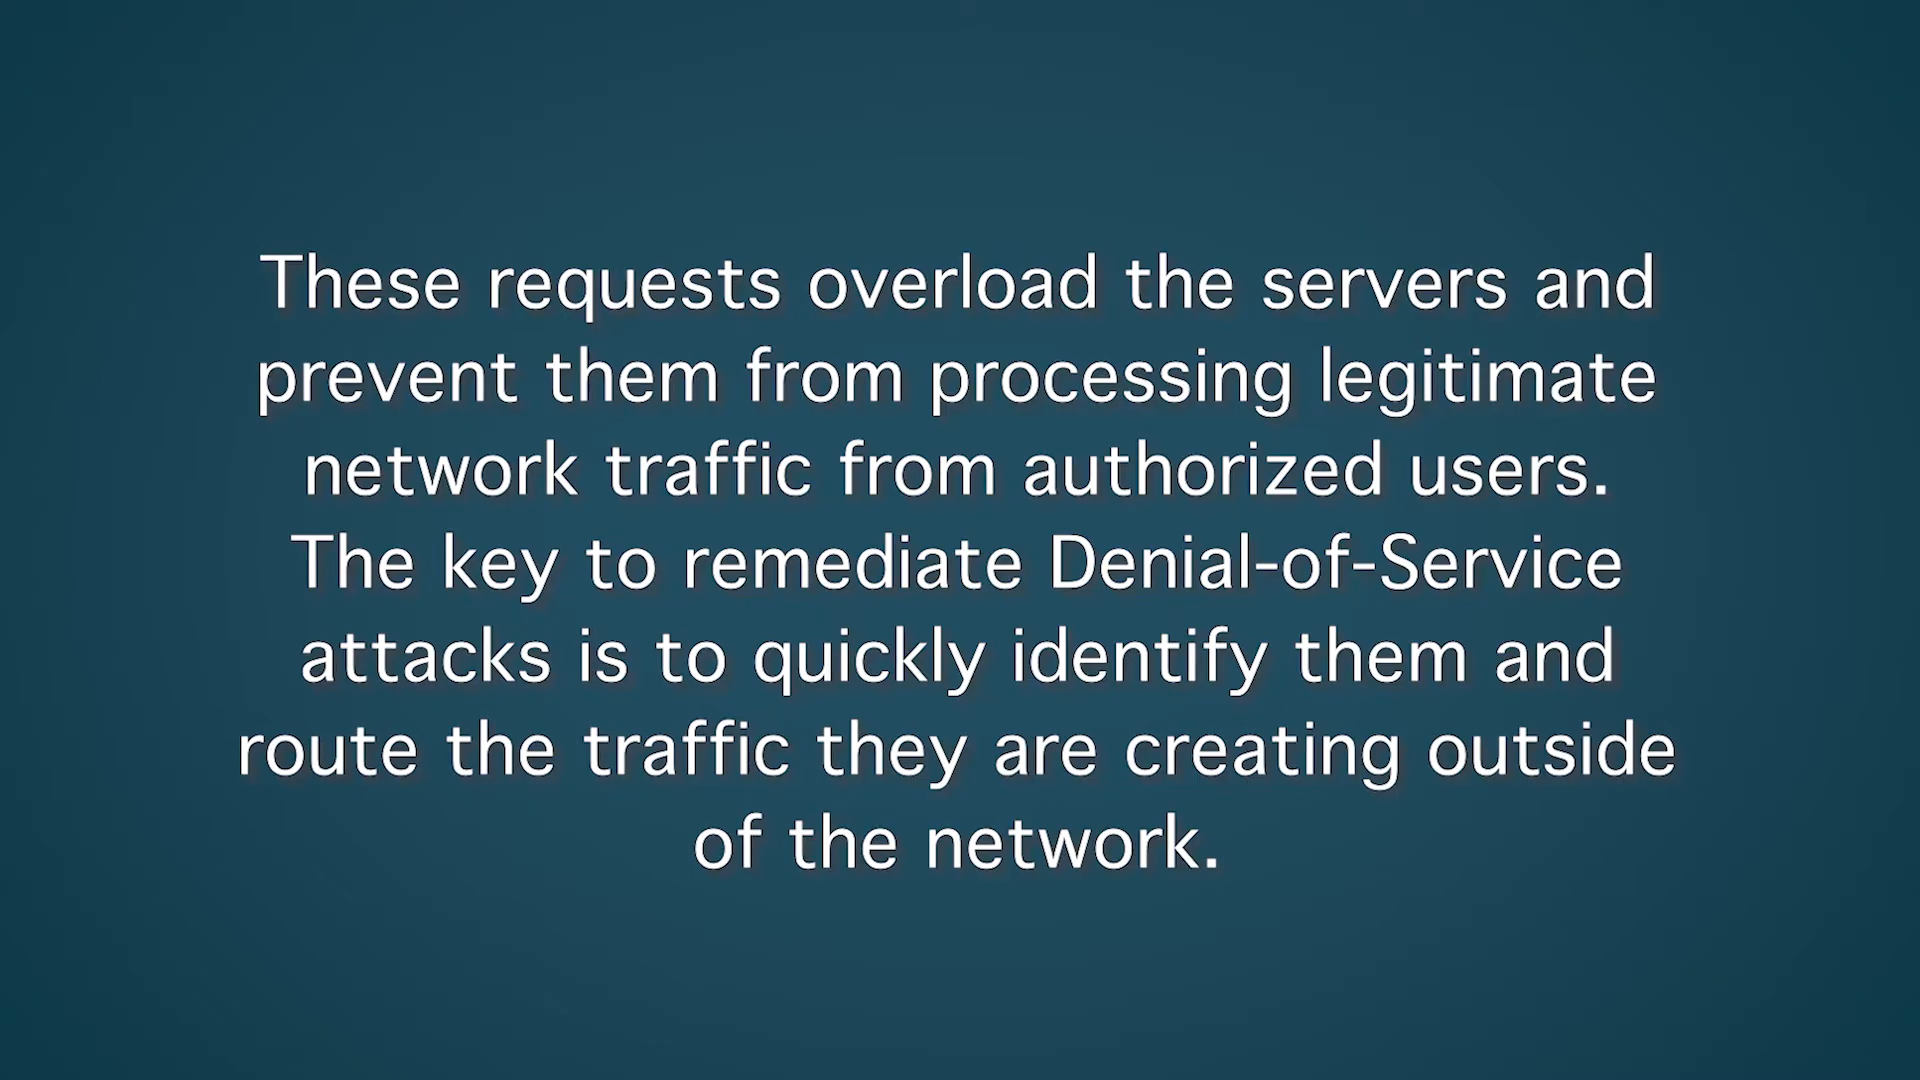 These requests overload the servers and
prevent them from processing legitimate
network traffic from authorized users.
The key to remediate Denial-of-Service
attacks is to quickly identify them and
route the traffic they are creating outside
of the network.